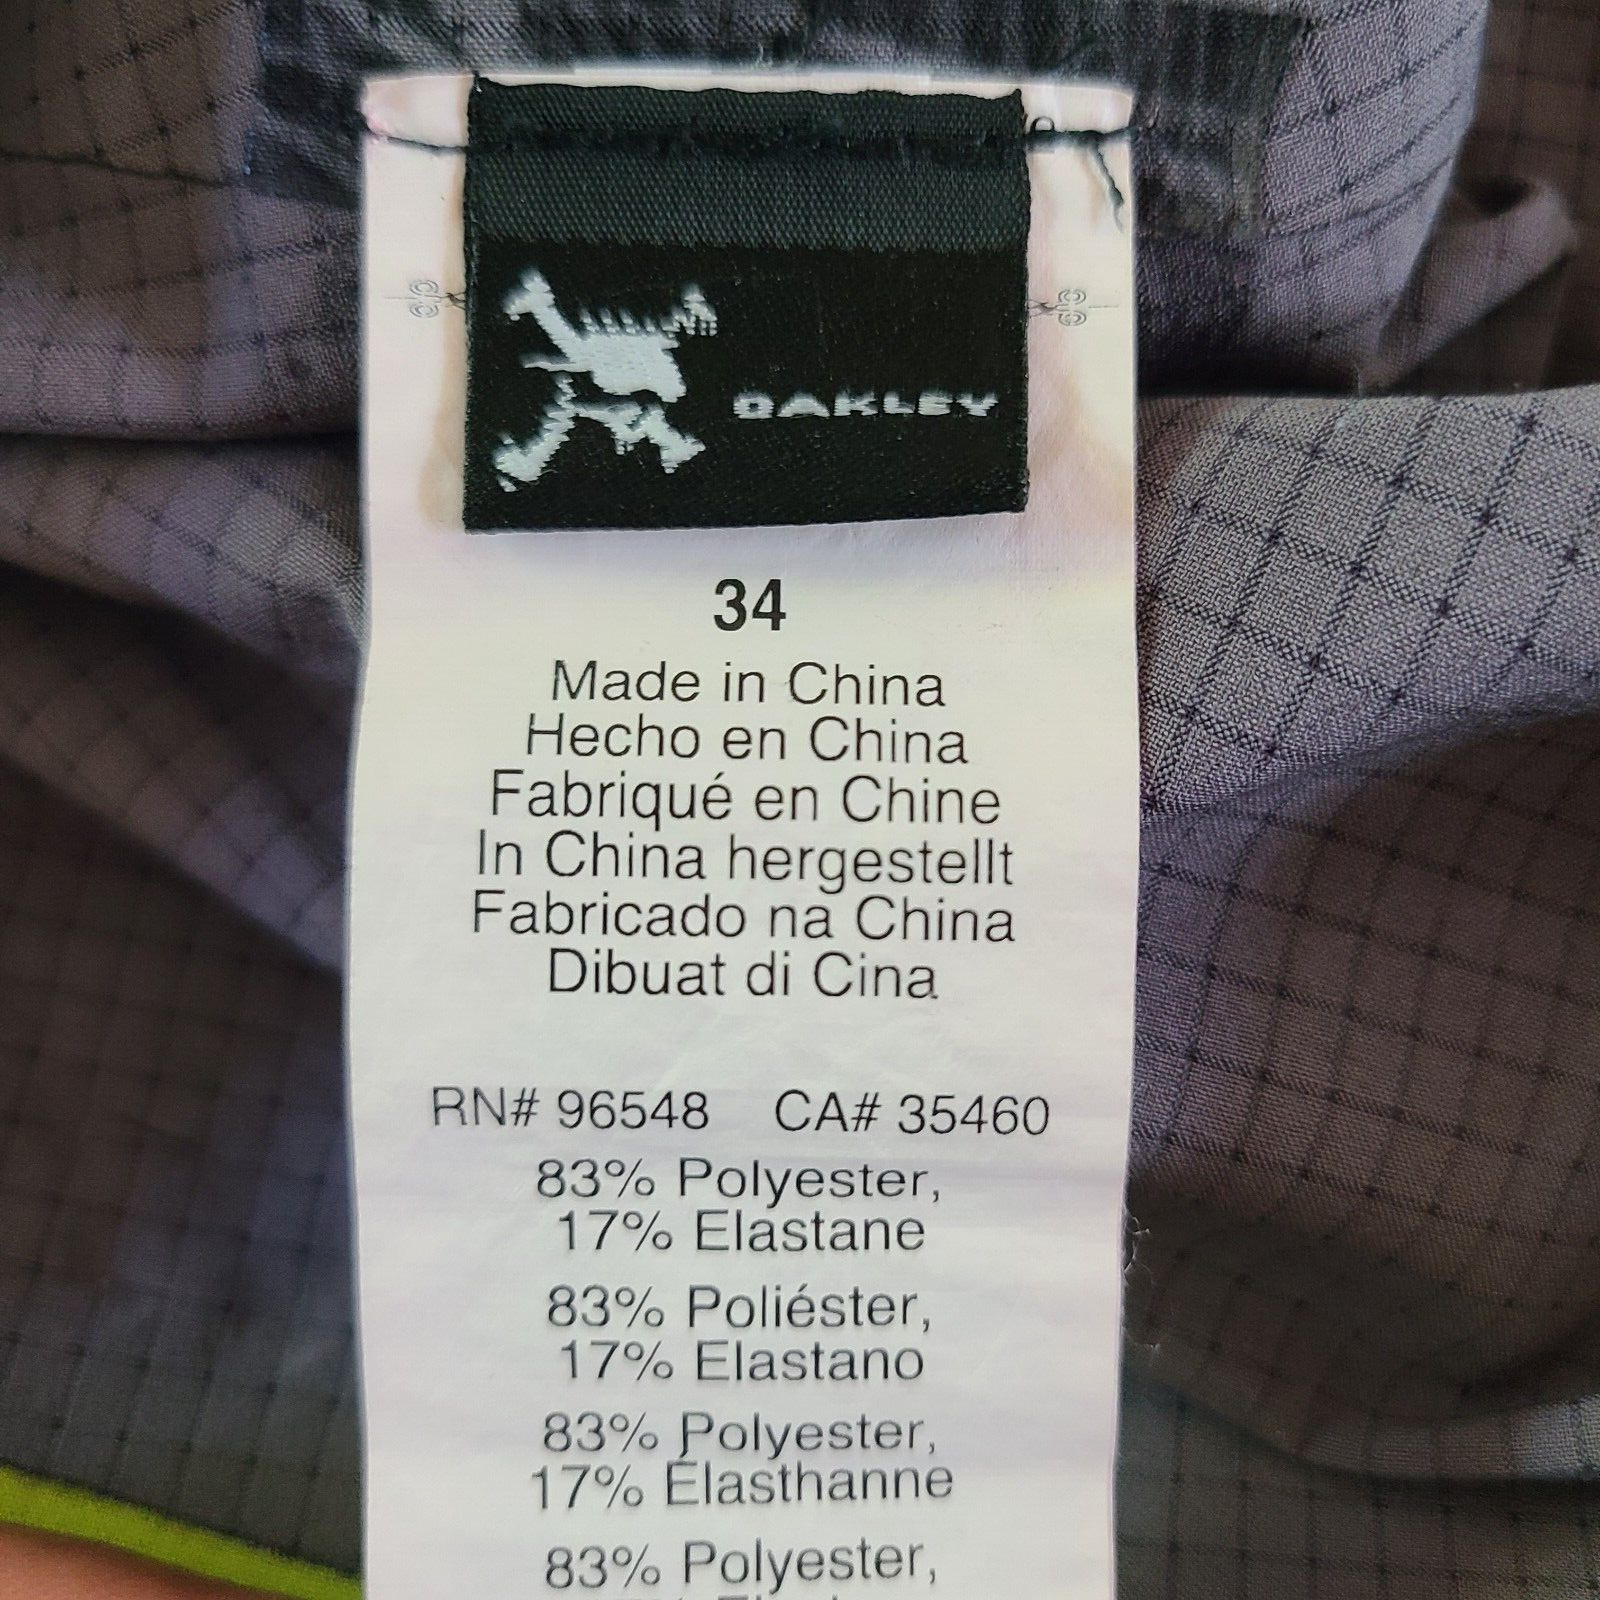 OAKLEY
34
Made in China
Hecho en China
Fabriqué en Chine
In China hergestellt
Fabricado na China
Dibuat di Cina
RN# 96548 CA# 35460
83% Polyester,
17% Elastane
83% Poliéster,
17% Elastano
83% Polyester,
17% Élasthanne
83% Polyester,